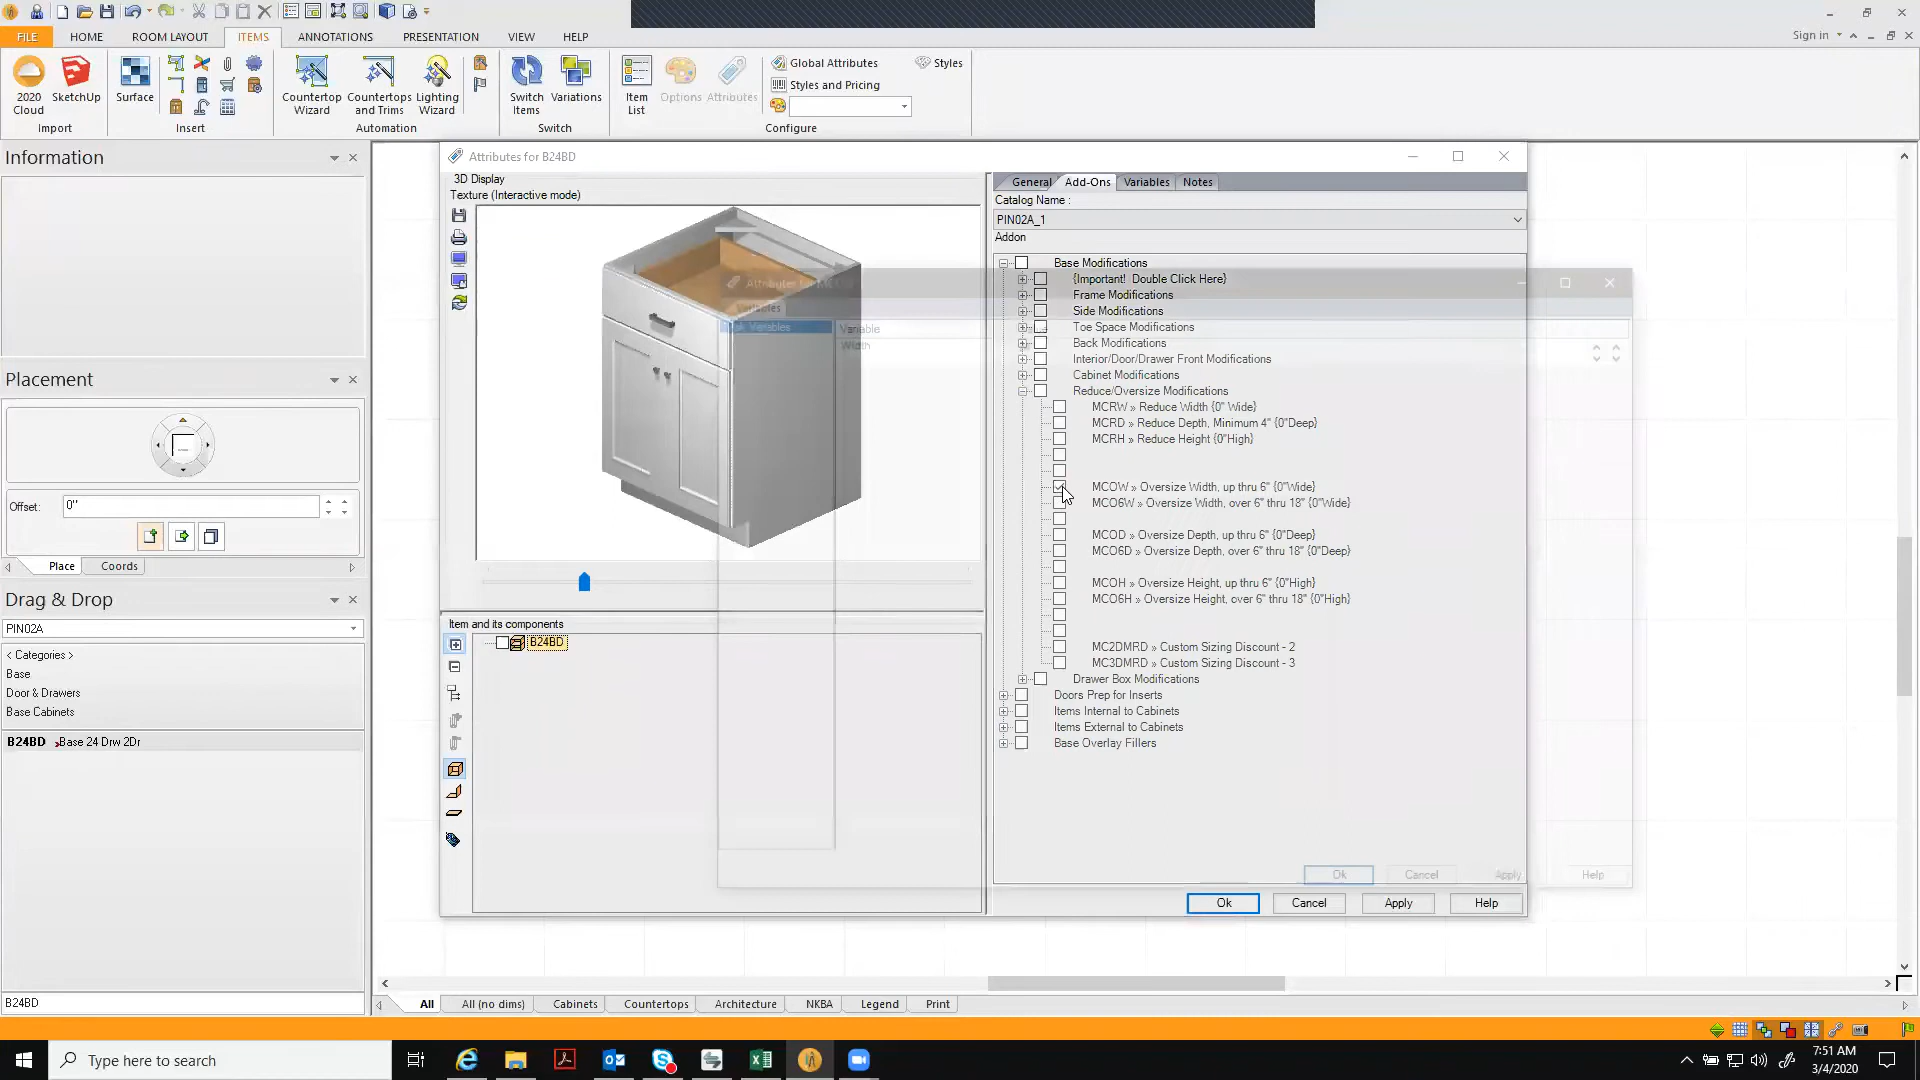 FILE HOME ROOM LAYOUT ITEMS ANNOTATIONS PRESENTATION VIEW HELP
Sign in
2020 Cloud
SketchUp
Import
Surface
Insert
Countertop Wizard
Countertops and Trims
Lighting Wizard
Automation
Switch Items
Variations
Switch
Item List
Options
Attributes
Global Attributes
Styles and Pricing
Styles
Configure
Information
Placement
Offset: 0"
Place Coords
Drag & Drop
PIN02A
< Categories >
Base
Door & Drawers
Base Cabinets
B24BD Base 24 Drw 2Dr
B24BD
Attributes for B24BD
3D Display
Texture (Interactive mode)
Item and its components
B24BD
General Add-Ons Variables Notes
Catalog Name :
PIN02A_1
Addon
Base Modifications
{Important! Double Click Here}
Frame Modifications
Side Modifications
Toe Space Modifications
Back Modifications
Interior/Door/Drawer Front Modifications
Cabinet Modifications
Reduce/Oversize Modifications
MCRW » Reduce Width {0" Wide}
MCRD » Reduce Depth, Minimum 4" {0"Deep}
MCRH » Reduce Height {0"High}
MCOW » Oversize Width, up thru 6" {0"Wide}
MCO6W » Oversize Width, over 6" thru 18" {0"Wide}
MCOD » Oversize Depth, up thru 6" {0"Deep}
MCO6D » Oversize Depth, over 6" thru 18" {0"Deep}
MCOH » Oversize Height, up thru 6" {0"High}
MCO6H » Oversize Height, over 6" thru 18" {0"High}
MC2DMRD » Custom Sizing Discount - 2
MC3DMRD » Custom Sizing Discount - 3
Drawer Box Modifications
Doors Prep for Inserts
Items Internal to Cabinets
Items External to Cabinets
Base Overlay Fillers
Attributes for
Variables
Variables
Variable
Width
Ok Cancel Apply Help
Ok Cancel Apply Help
All All (no dims) Cabinets Countertops Architecture NKBA Legend Print
Type here to search
7:51 AM
3/4/2020